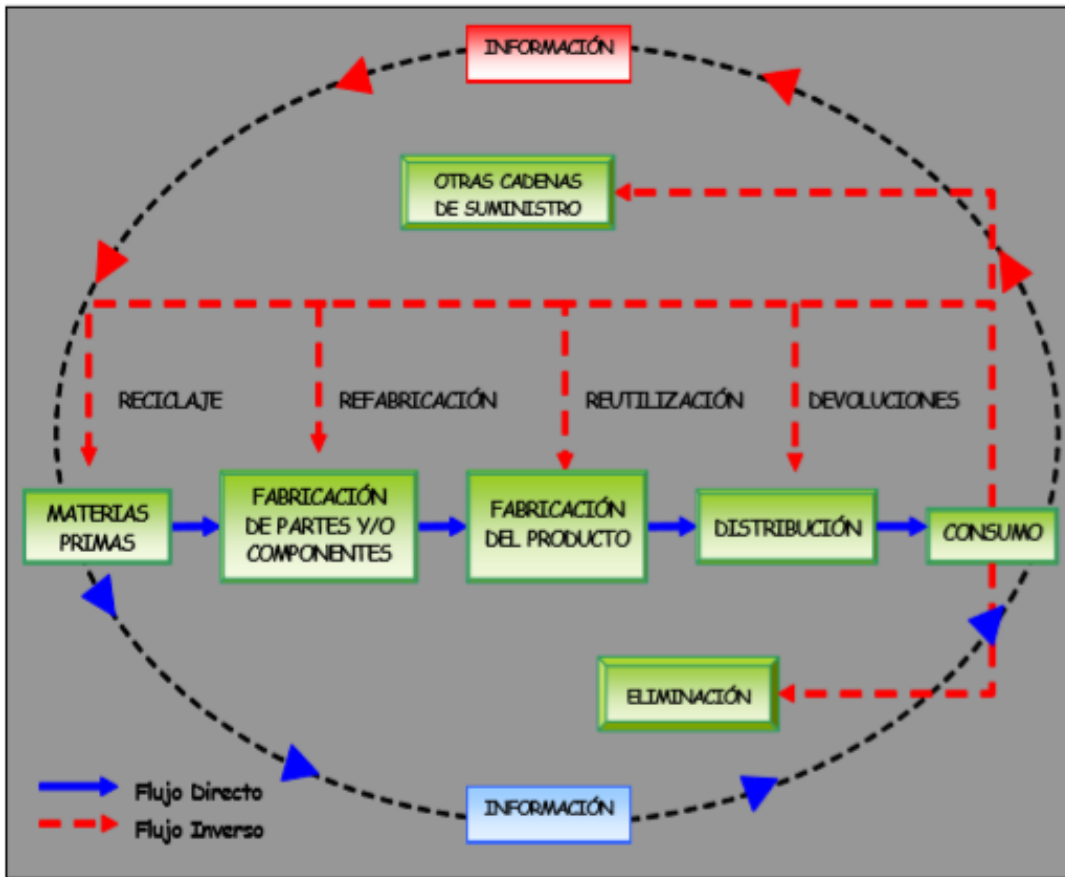 INFORMACIÓN
OTRAS CADENAS
DE SUMINISTRO
RECICLAJE
REFABRICACIÓN
REUTILIZACIÓN
DEVOLUCIONES
MATERIAS
PRIMAS
FABRICACIÓN
DE PARTES Y/O
COMPONENTES
FABRICACIÓN
DEL PRODUCTO
DISTRIBUCIÓN
CONSUMO
ELIMINACIÓN
INFORMACIÓN
Flujo Directo
Flujo Inverso